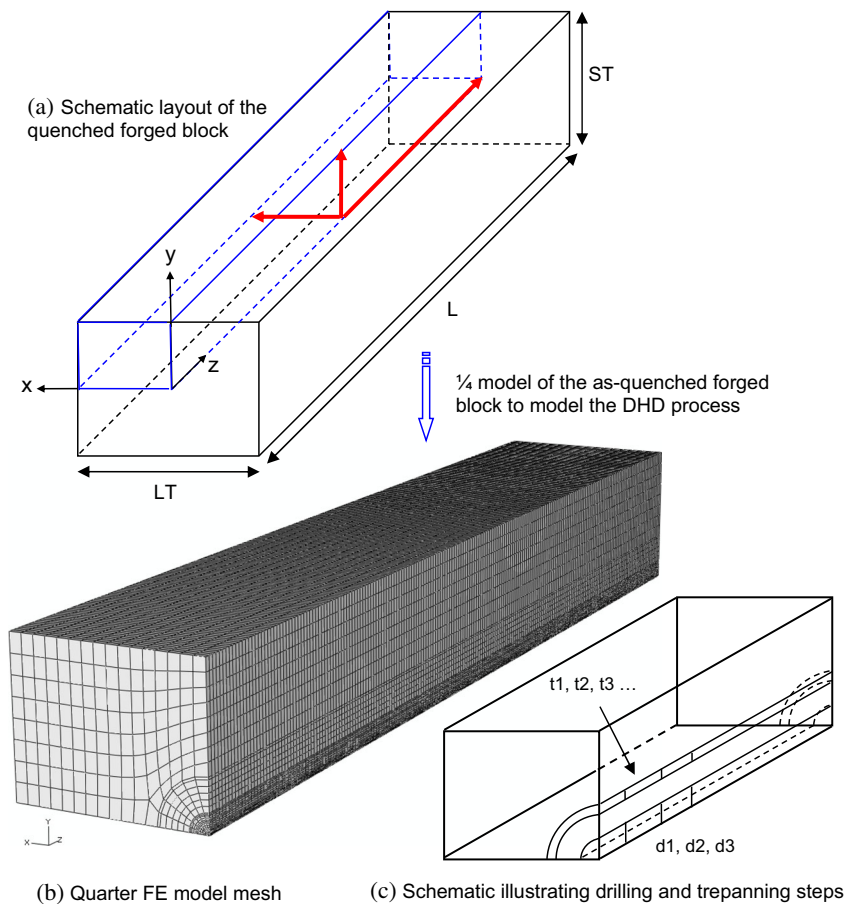 ST
(a) Schematic layout of the
quenched forged block
y
L
z
x
¼ model of the as-quenched forged
block to model the DHD process
LT
t1, t2, t3 ...
Y
X
Z
d1, d2, d3
(b) Quarter FE model mesh
(c) Schematic illustrating drilling and trepanning steps